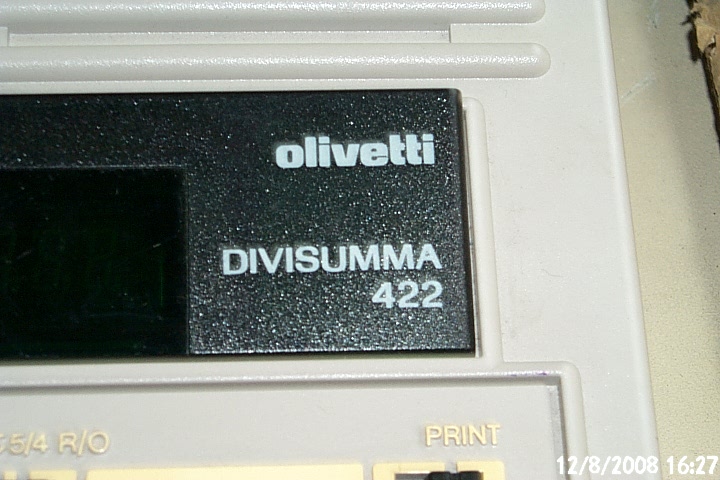 olivetti
DIVISUMMA
422
5/4 R/O
PRINT
12/8/2008 16:27